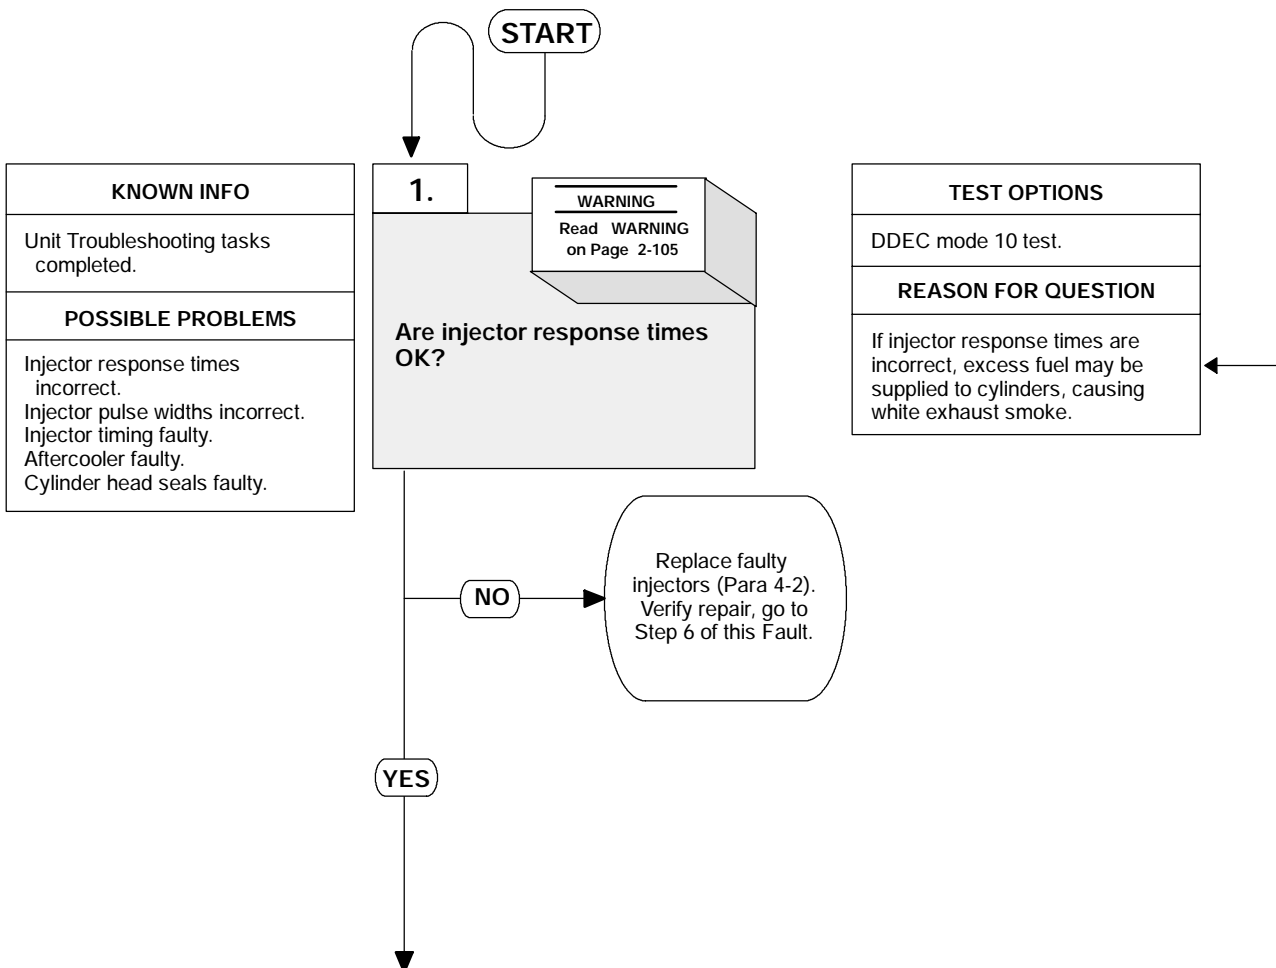 START
KNOWN INFO
Unit Troubleshooting tasks
completed.
POSSIBLE PROBLEMS
Injector response times
incorrect.
Injector pulse widths incorrect.
Injector timing faulty.
Aftercooler faulty.
Cylinder head seals faulty.
1.
WARNING
Read WARNING
on Page 2-105
Are injector response times
OK?
TEST OPTIONS
DDEC mode 10 test.
REASON FOR QUESTION
If injector response times are
incorrect, excess fuel may be
supplied to cylinders, causing
white exhaust smoke.
NO
Replace faulty
injectors (Para 4-2).
Verify repair, go to
Step 6 of this Fault.
YES